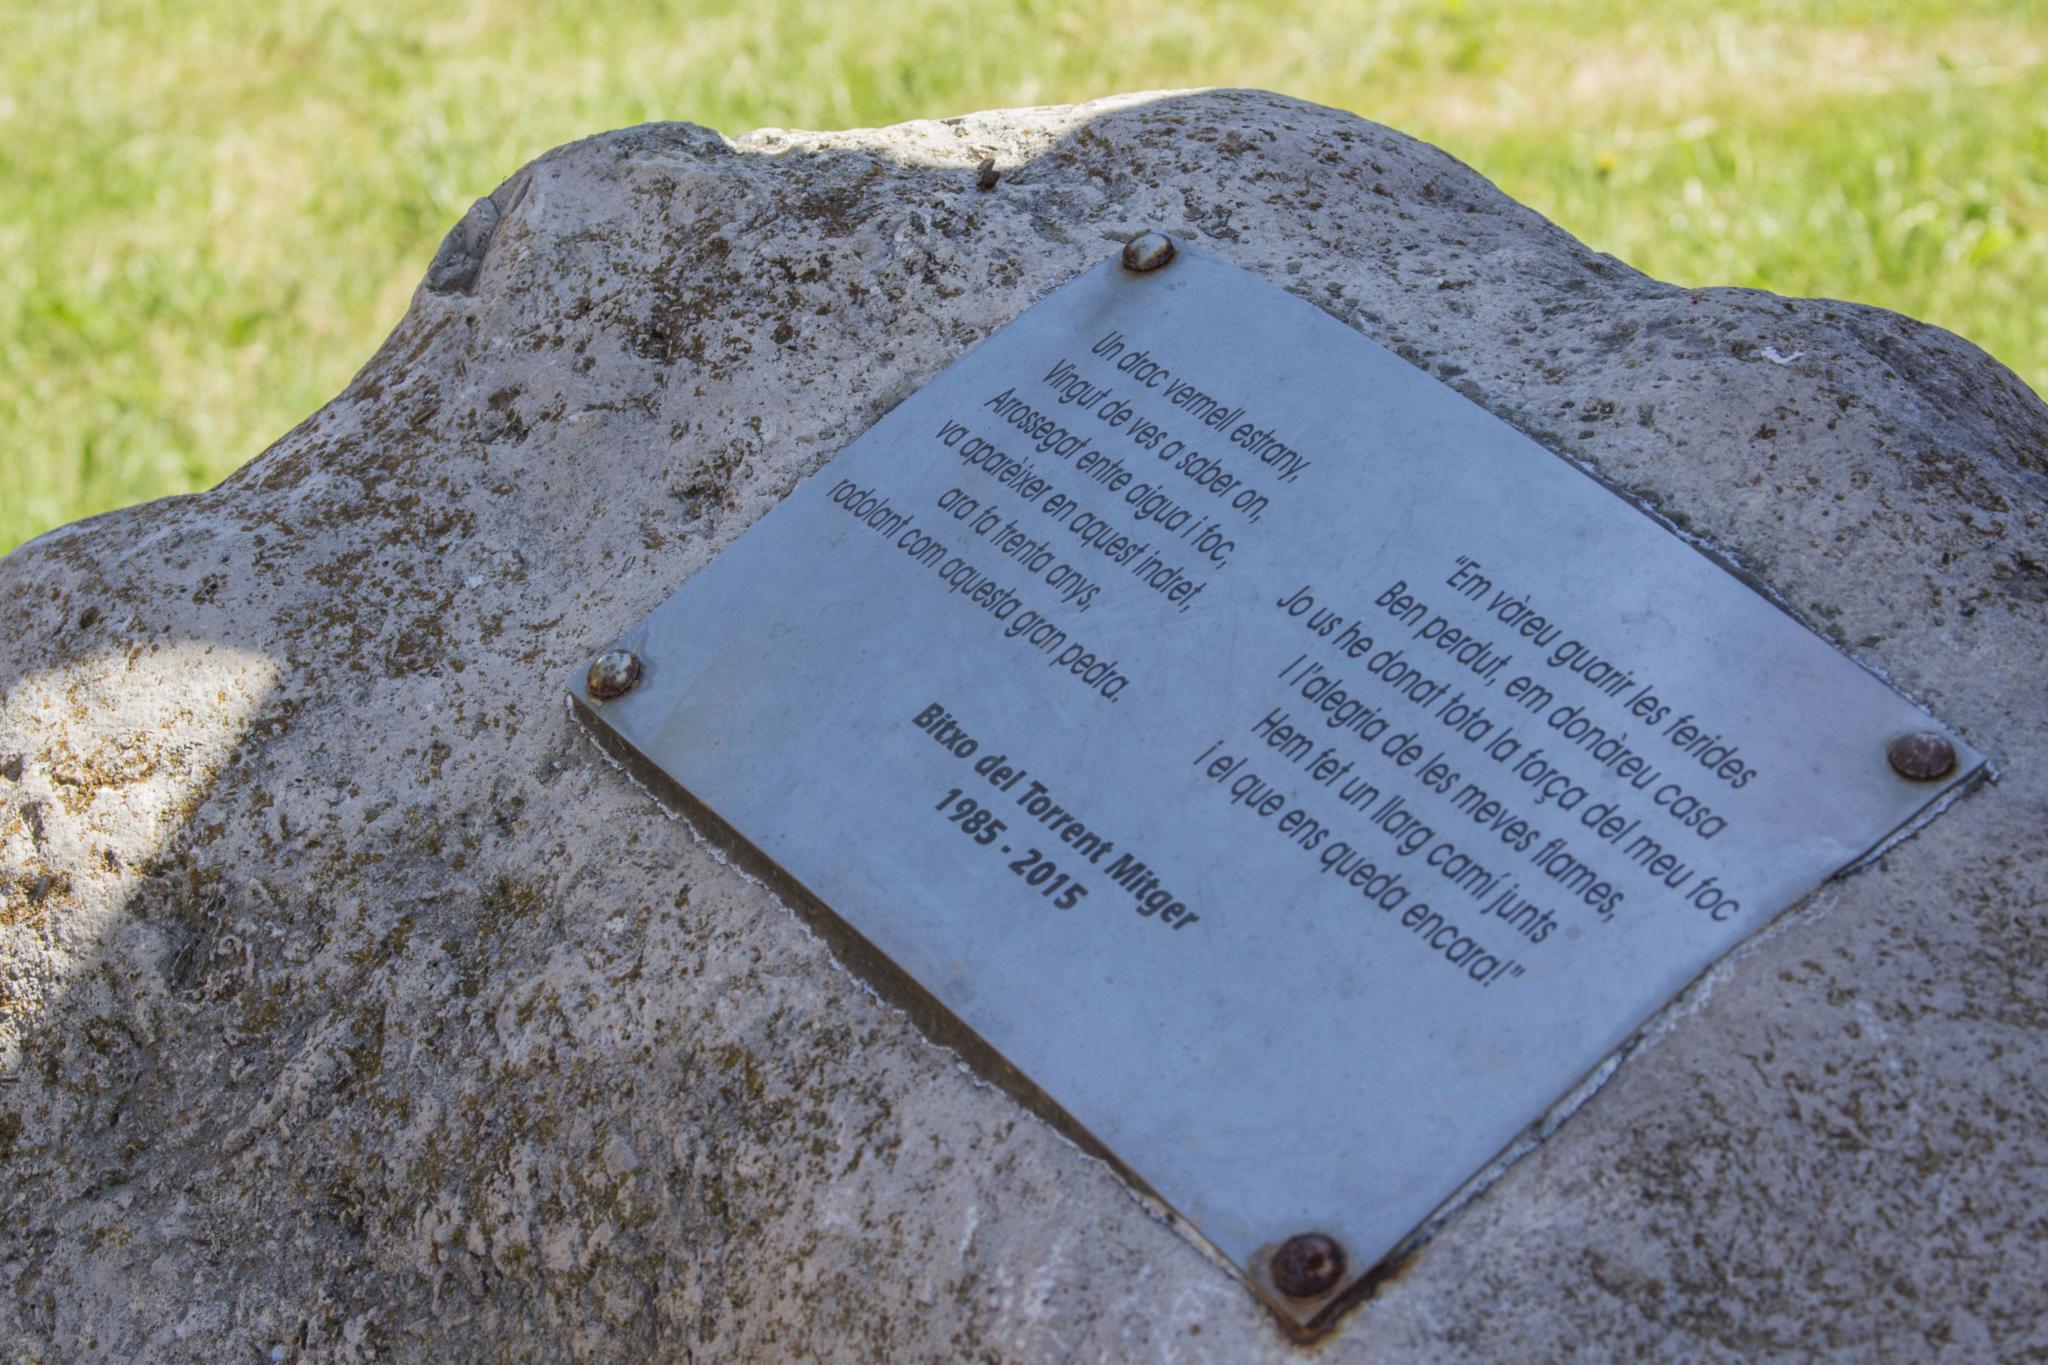 Un drac vermell estrany,
Vingut de ves a saber on,
Arrossegat entre aigua i foc,
va aparèixer en aquest indret,
ara fa trenta anys,
rodolant com aquesta gran pedra.
"Em vàreu guarir les ferides
Ben perdut, em donàreu casa
Jo us he donat tota la força del meu foc
I l'alegria de les meves flames,
Hem fet un llarg camí junts
i el que ens queda encara!"
Bitxo del Torrent Mitger
1985 - 2015